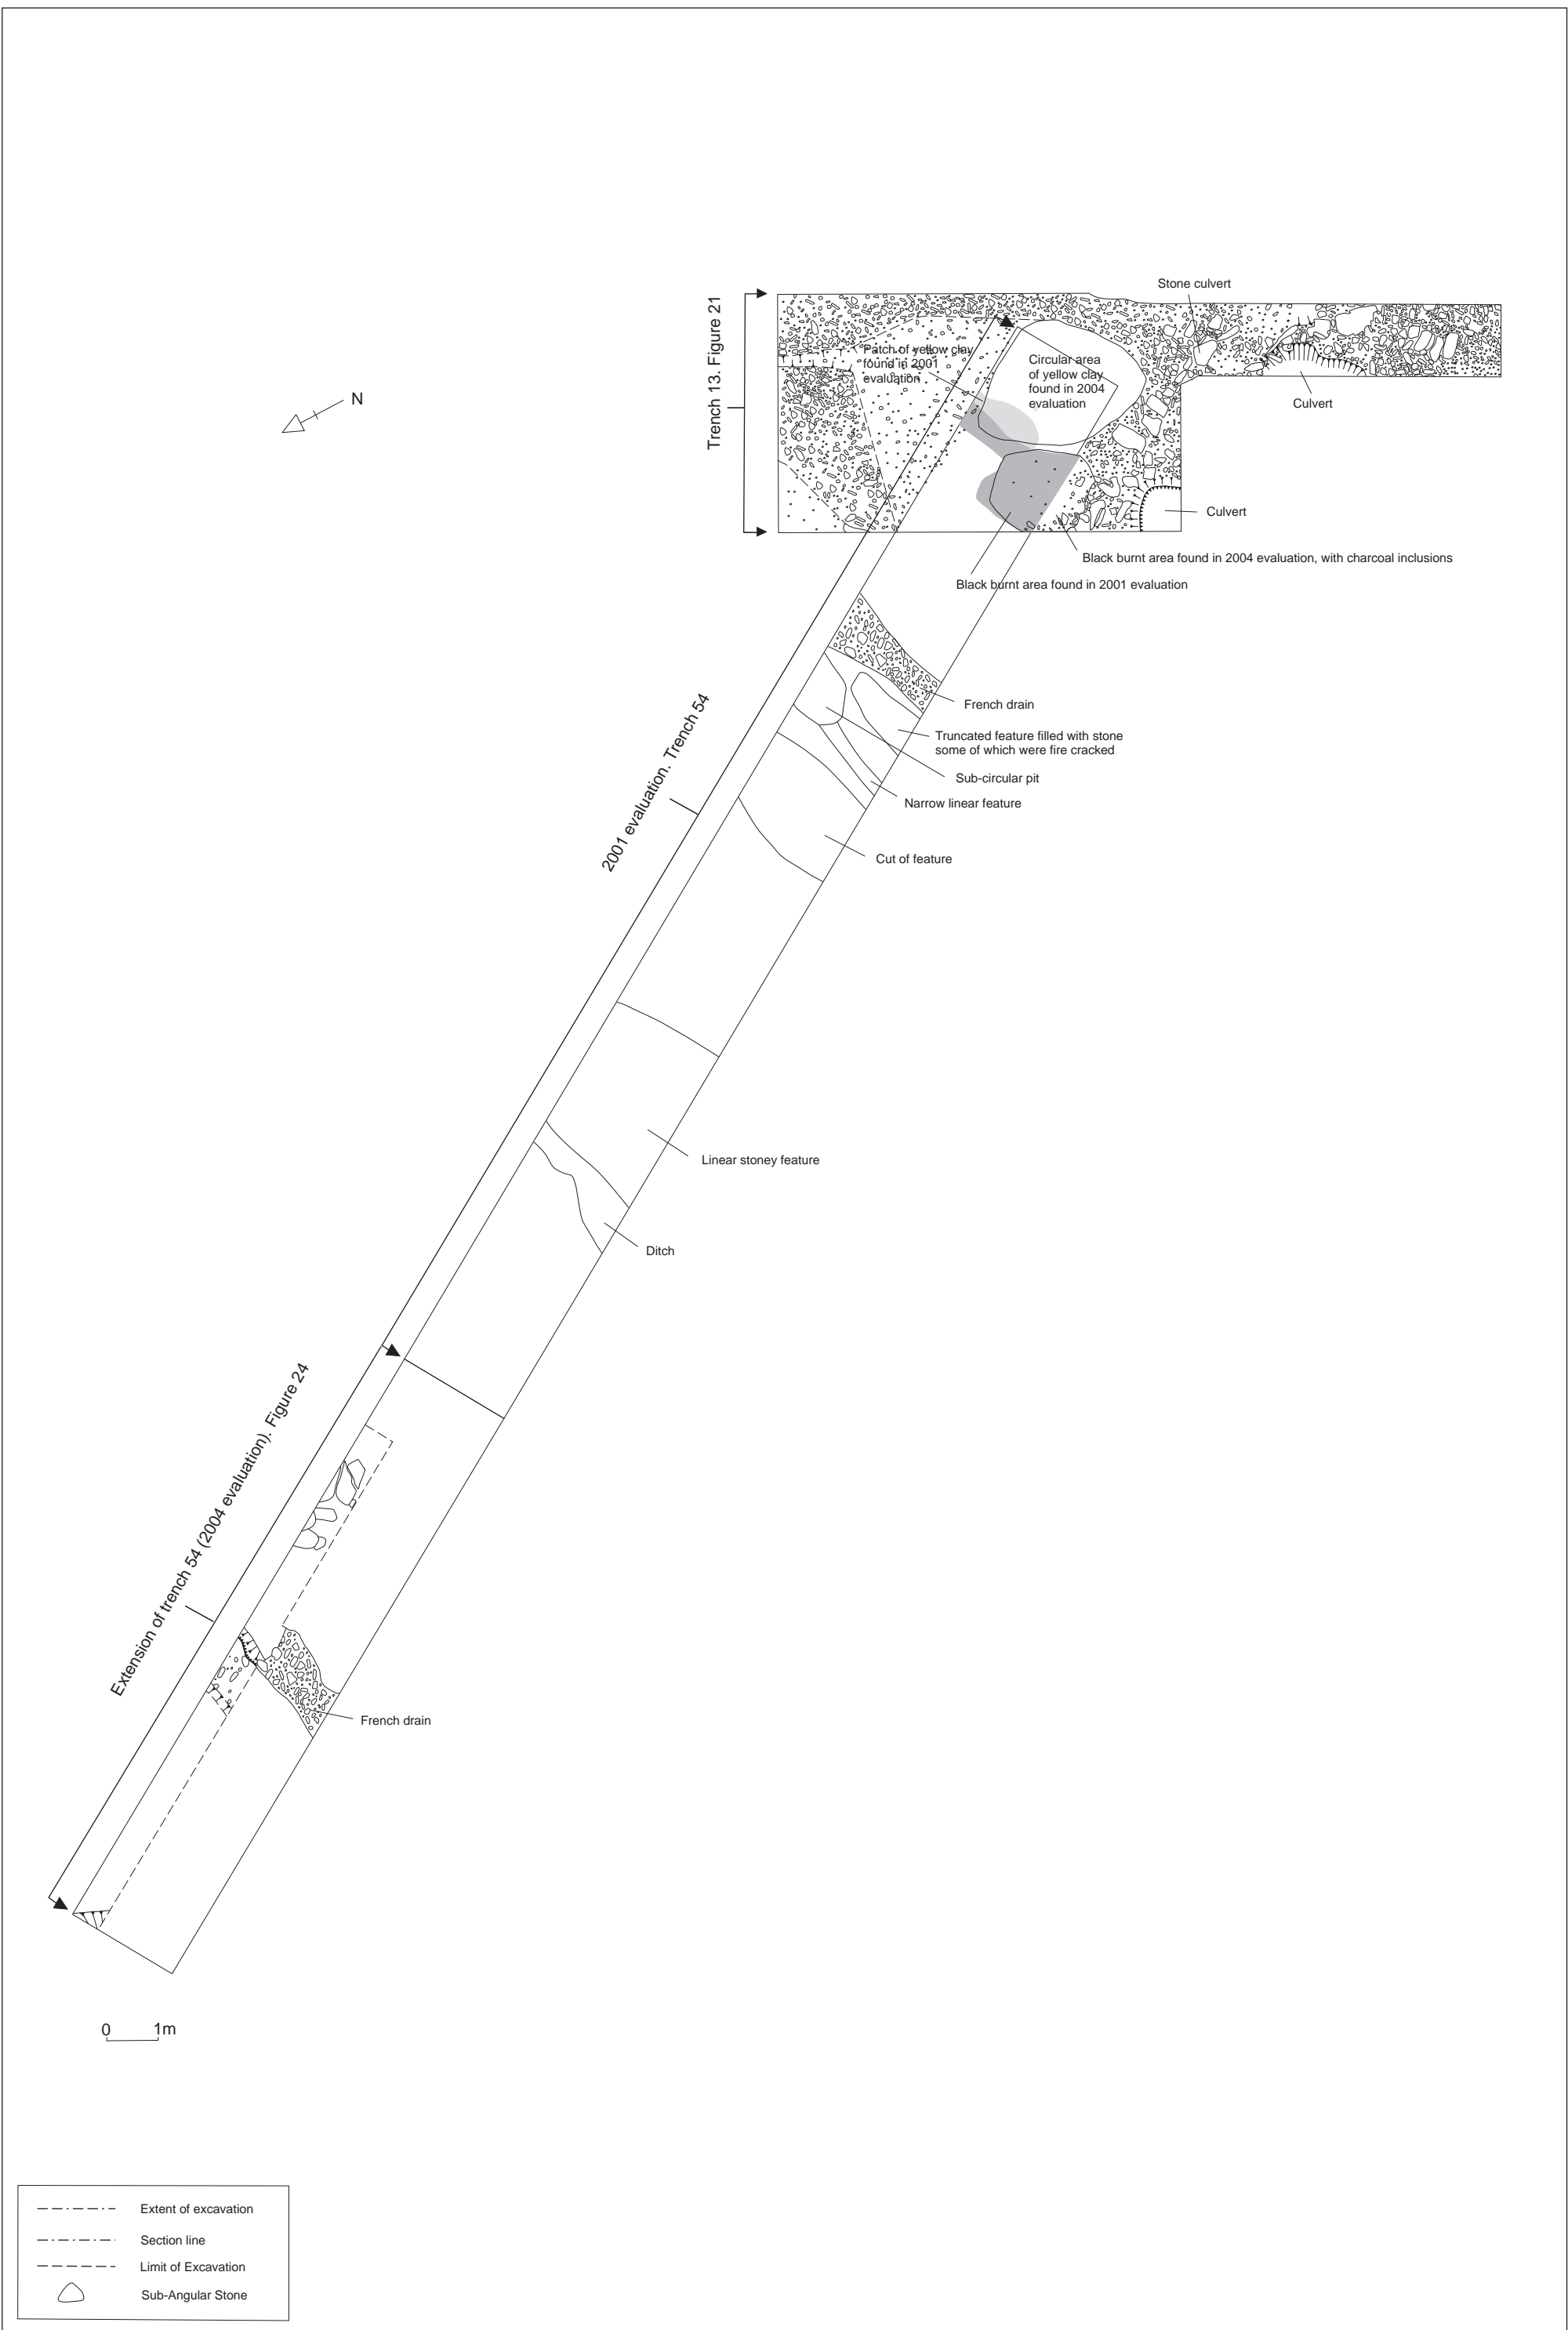 Stone culvert
Trench 13. Figure 21
Patch of yellow clay
found in 2001
evaluation
Circular area
of yellow clay
found in 2004
evaluation
N
Culvert
Culvert
Black burnt area found in 2004 evaluation, with charcoal inclusions
Black burnt area found in 2001 evaluation
2001 evaluation. Trench 54
French drain
Truncated feature filled with stone
some of which were fire cracked
Sub-circular pit
Narrow linear feature
Cut of feature
Linear stoney feature
Ditch
Extension of trench 54 (2004 evaluation). Figure 24
French drain
0 1m
Extent of excavation
Section line
Limit of Excavation
Sub-Angular Stone